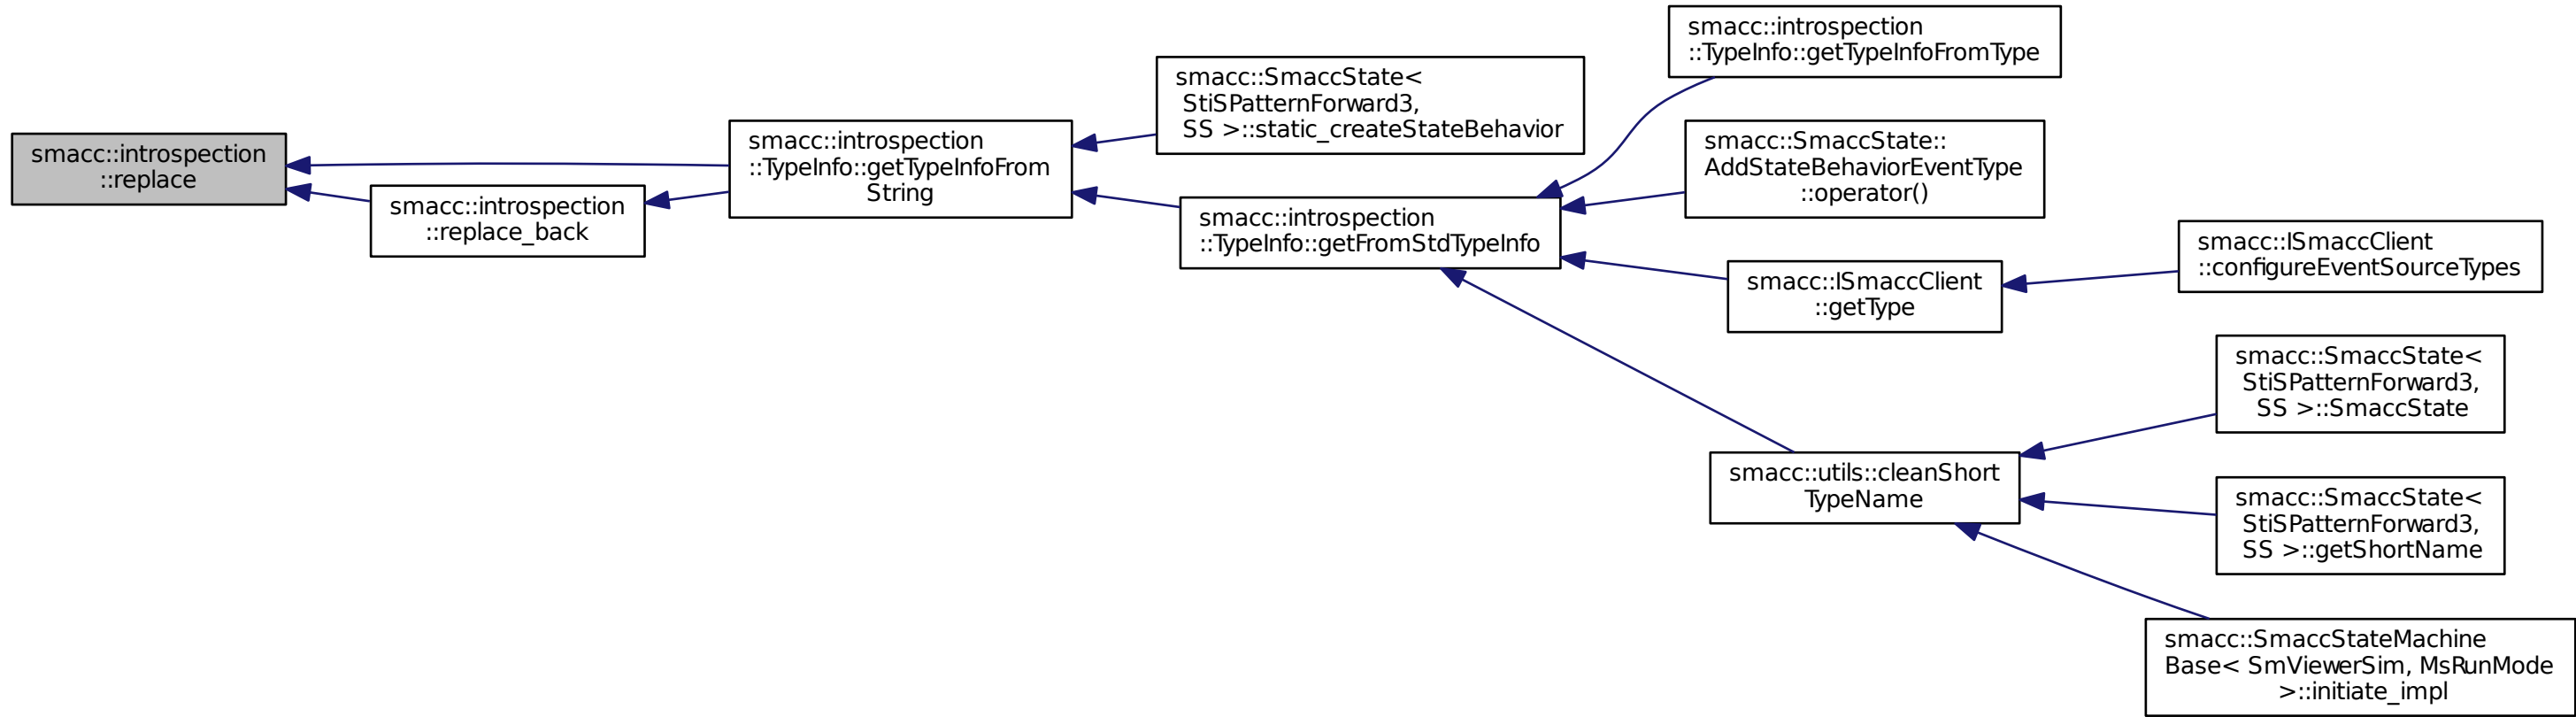 smacc::introspection
::replace
smacc::introspection
::replace_back
smacc::introspection
::TypeInfo::getTypeInfoFrom
String
smacc::SmaccState<
StiSPatternForward3,
SS >::static_createStateBehavior
smacc::introspection
::TypeInfo::getFromStdTypeInfo
smacc::introspection
::TypeInfo::getTypeInfoFromType
smacc::SmaccState::
AddStateBehaviorEventType
::operator()
smacc::ISmaccClient
::getType
smacc::ISmaccClient
::configureEventSourceTypes
smacc::utils::cleanShort
TypeName
smacc::SmaccState<
StiSPatternForward3,
SS >::SmaccState
smacc::SmaccState<
StiSPatternForward3,
SS >::getShortName
smacc::SmaccStateMachine
Base< SmViewerSim, MsRunMode
>::initiate_impl